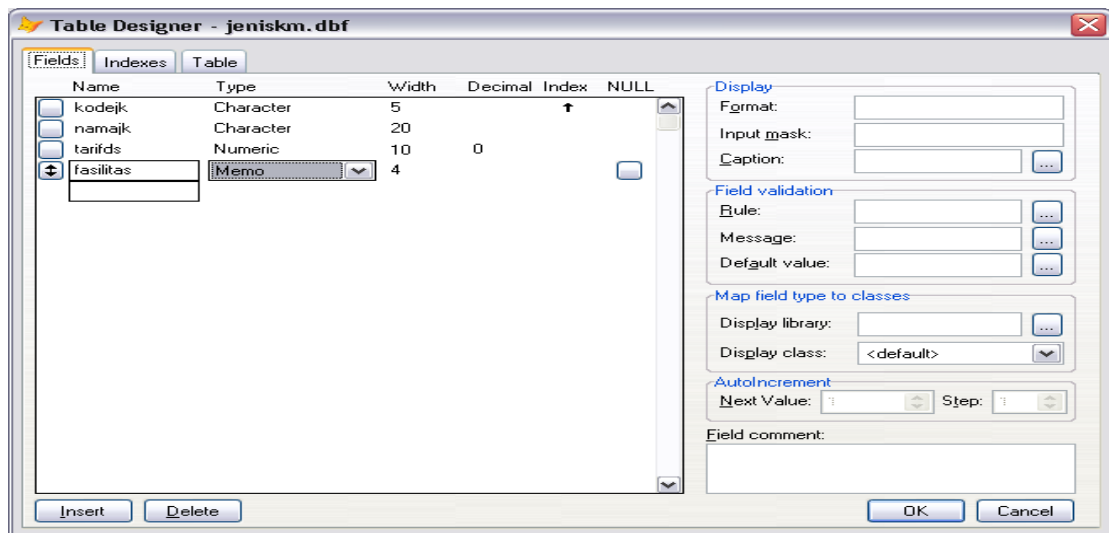 Table Designer - jeniskm.dbf
Fields Indexes Table
Name Type Width Decimal Index NULL
kodejk Character 5
namajk Character 20
tarifds Numeric 10 0
fasilitas Memo 4
Display
Format:
Input mask:
Caption: ...
Field validation
Rule: ...
Message: ...
Default value: ...
Map field type to classes
Display library: ...
Display class: <default>
AutoIncrement
Next Value: 1 Step: 1
Field comment:
Insert Delete OK Cancel